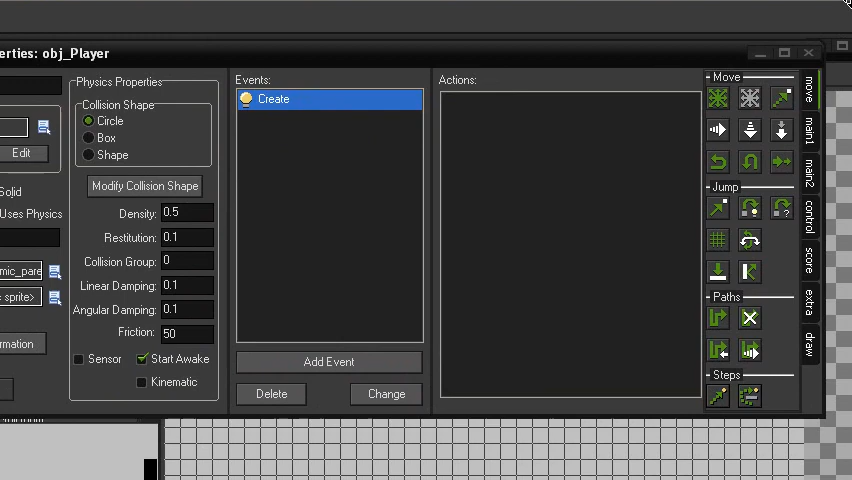 erties: obj_Player
Physics Properties
Collision Shape
Circle
Box
Shape
Edit
Modify Collision Shape
Solid
Uses Physics
Density: 0.5
Restitution: 0.1
Collision Group: 0
mic_pare
Linear Damping: 0.1
sprite>
Angular Damping: 0.1
Friction: 50
ormation
Sensor
Start Awake
Kinematic
Events:
Create
Add Event
Delete
Change
Actions:
Move
Jump
Paths
Steps
move
main1
main2
control
score
extra
draw